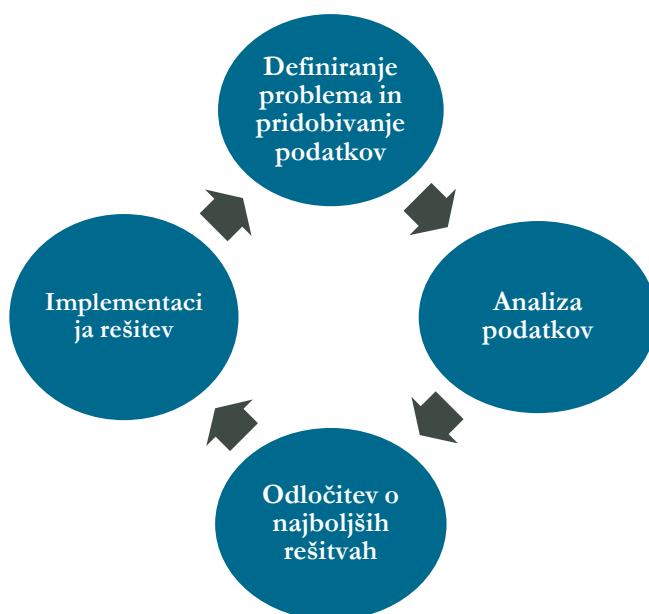 Definiranje
problema in
pridobivanje
podatkov
Analiza
podatkov
Odločitev o
najboljših
rešitvah
Implementaci
ja rešitev